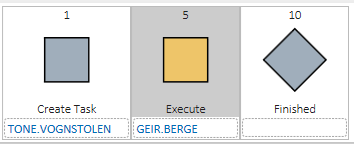 1 5 10
Create Task Execute Finished
TONE.VOGNSTOLEN GEIR.BERGE